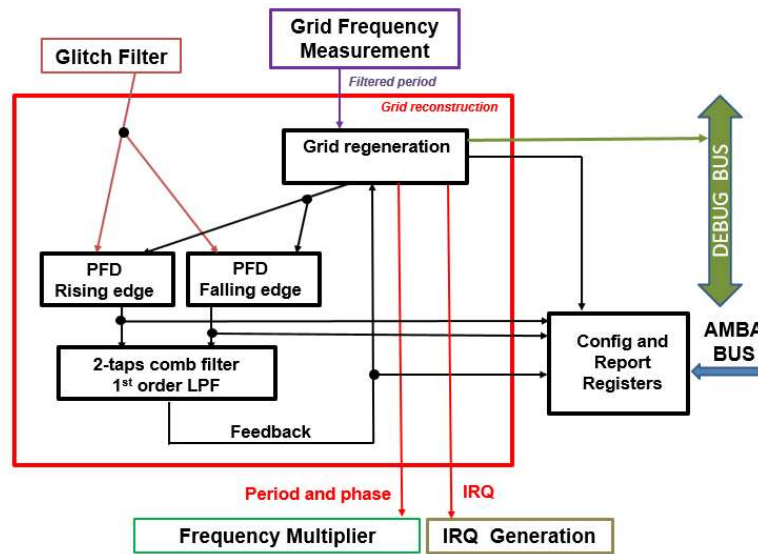 Grid Frequency
Measurement
Glitch Filter
Filtered period
Grid reconstruction
Grid regeneration
DEBUG BUS
PFD
Rising edge
PFD
Falling edge
2-taps comb filter
1st order LPF
Feedback
Config and
Report
Registers
AMBA
BUS
Period and phase
IRQ
Frequency Multiplier
IRQ Generation